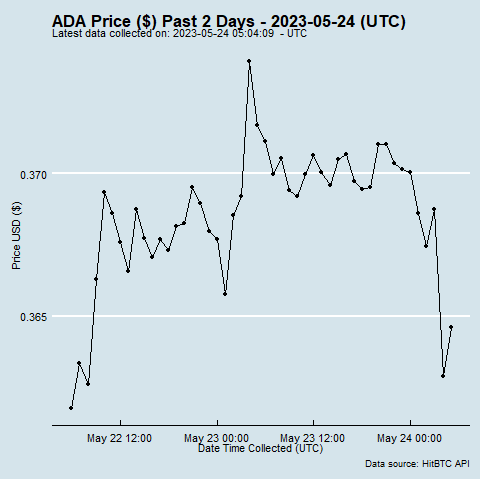 ADA Price ($) Past 2 Days - 2023-05-24 (UTC)
Latest data collected on: 2023-05-24 05:04:09 - UTC
0.370
Price USD ($)
0.365
May 22 12:00 May 23 00:00 May 23 12:00 May 24 00:00
Date Time Collected (UTC)
Data source: HitBTC API